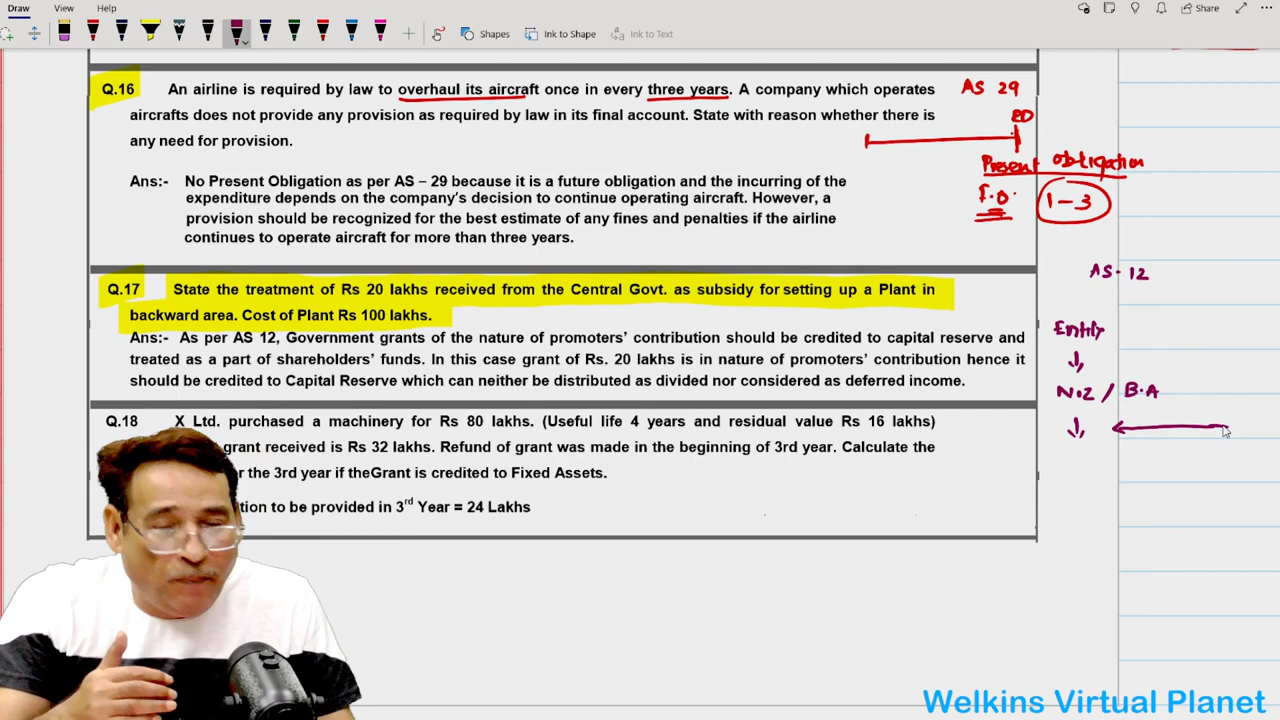 Draw View Help
Share
Shapes Ink to Shape Ink to Text
Q.16 An airline is required by law to overhaul its aircraft once in every three years. A company which operates
aircrafts does not provide any provision as required by law in its final account. State with reason whether there is
any need for provision.
AS 29
80
Present obligation
f.o. 1-3
Ans:- No Present Obligation as per AS – 29 because it is a future obligation and the incurring of the
expenditure depends on the company's decision to continue operating aircraft. However, a
provision should be recognized for the best estimate of any fines and penalties if the airline
continues to operate aircraft for more than three years.
Q.17 State the treatment of Rs 20 lakhs received from the Central Govt. as subsidy for setting up a Plant in
backward area. Cost of Plant Rs 100 lakhs.
Ans:- As per AS 12, Government grants of the nature of promoters' contribution should be credited to capital reserve and
treated as a part of shareholders' funds. In this case grant of Rs. 20 lakhs is in nature of promoters' contribution hence it
should be credited to Capital Reserve which can neither be distributed as divided nor considered as deferred income.
AS-12
Entity
N.Z / B.A
Q.18 X Ltd. purchased a machinery for Rs 80 lakhs. (Useful life 4 years and residual value Rs 16 lakhs)
grant received is Rs 32 lakhs. Refund of grant was made in the beginning of 3rd year. Calculate the
the 3rd year if theGrant is credited to Fixed Assets.
to be provided in 3rd Year = 24 Lakhs
Welkins Virtual Planet